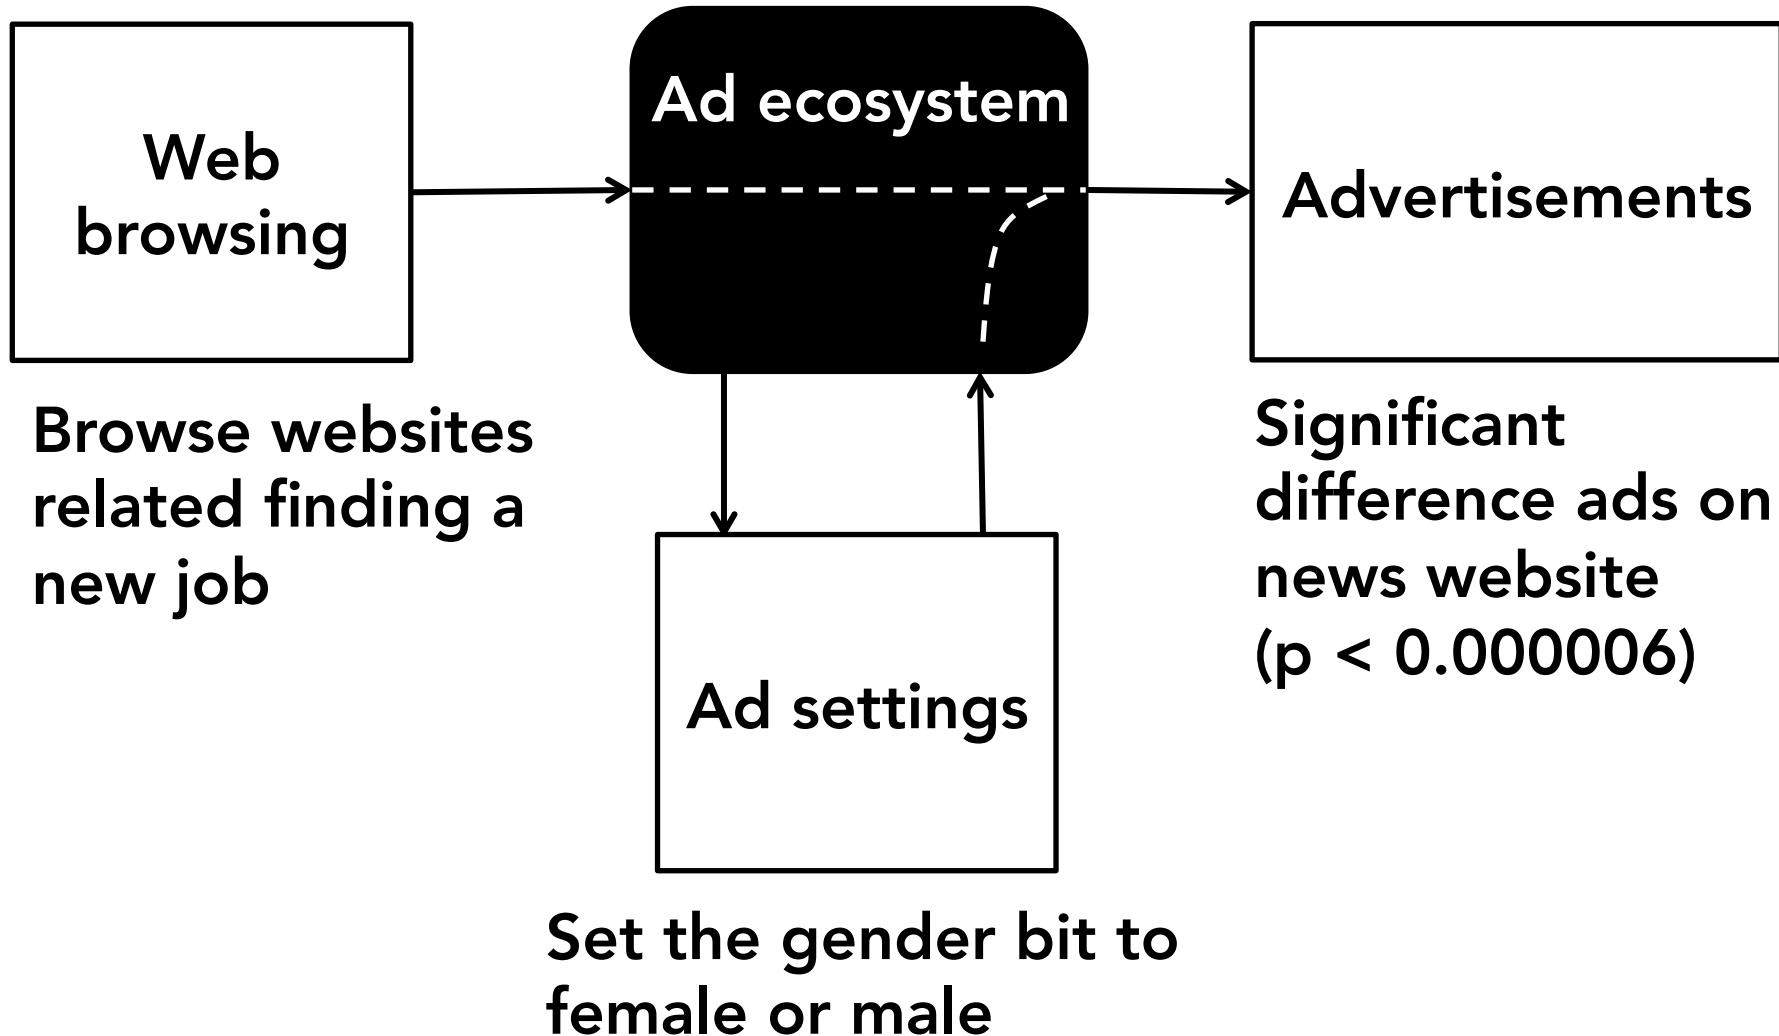 Web
browsing
Ad ecosystem
Advertisements
Browse websites
related finding a
new job
Significant
difference ads on
news website
(p < 0.000006)
Ad settings
Set the gender bit to
female or male